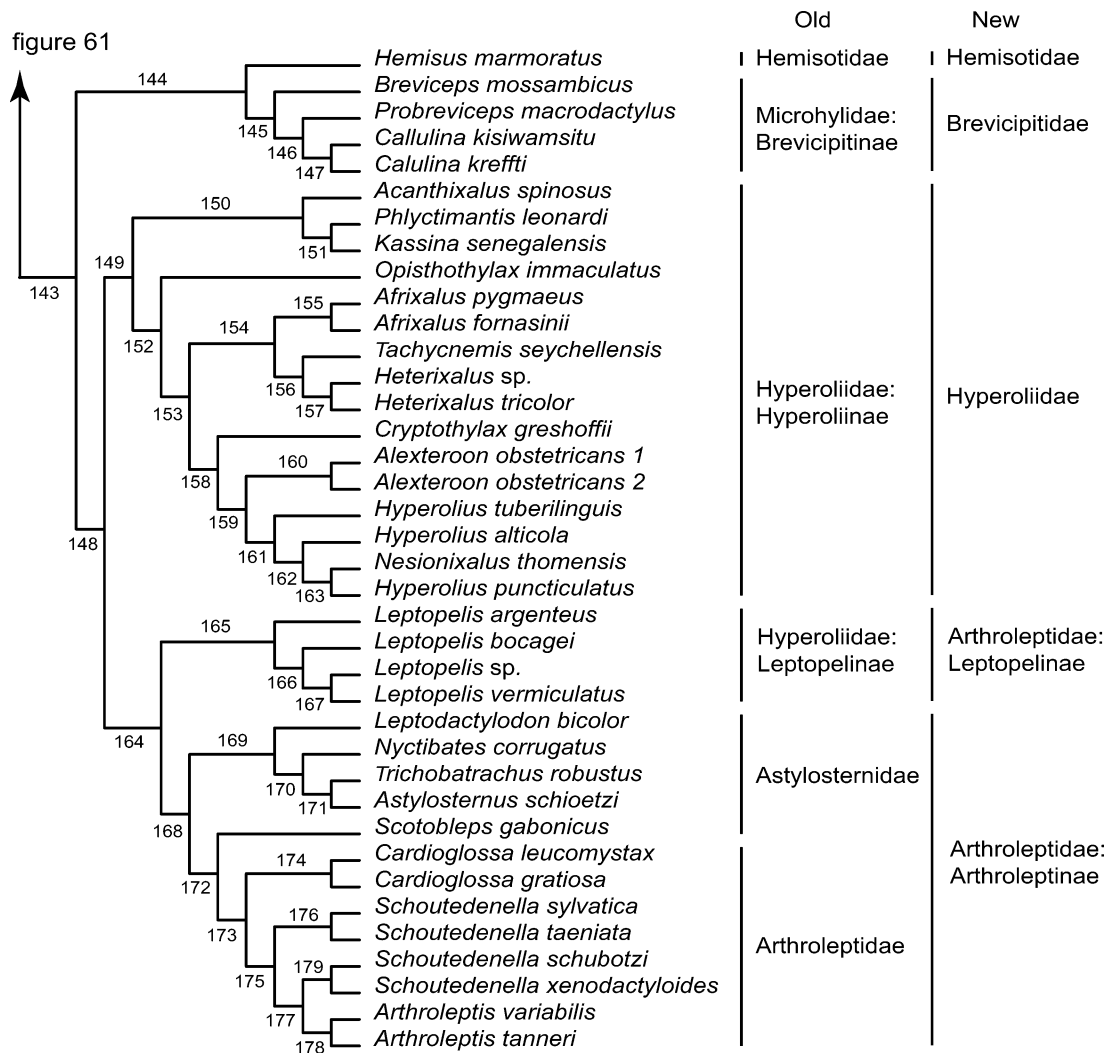 Old New
figure 61
Hemisus marmoratus Hemisotidae Hemisotidae
144
Breviceps mossambicus
Probreviceps macrodactylus
Microhylidae:
Brevicipitinae
Brevicipitidae
145
Callulina kisiwamsitu
146
Calulina kreffti
147
Acanthixalus spinosus
150
Phlyctimantis leonardi
Kassina senegalensis
151
149
Opisthothylax immaculatus
143
Afrixalus pygmaeus
155
Afrixalus fornasinii
154
152
Tachycnemis seychellensis
Heterixalus sp.
156
Hyperoliidae:
Hyperoliinae
Hyperoliidae
Heterixalus tricolor
157
153
Cryptothylax greshoffii
Alexteroon obstetricans 1
160
158
Alexteroon obstetricans 2
Hyperolius tuberilinguis
159
Hyperolius alticola
148
161
Nesionixalus thomensis
162
Hyperolius puncticulatus
163
Leptopelis argenteus
165
Leptopelis bocagei
Hyperoliidae:
Leptopelinae
Arthroleptidae:
Leptopelinae
Leptopelis sp.
166
Leptopelis vermiculatus
167
Leptodactylodon bicolor
164
169
Nyctibates corrugatus
Trichobatrachus robustus
Astylosternidae
170
Astylosternus schioetzi
171
168
Scotobleps gabonicus
Cardioglossa leucomystax
174
Arthroleptidae:
Arthroleptinae
172
Cardioglossa gratiosa
Schoutedenella sylvatica
176
173
Schoutedenella taeniata
Arthroleptidae
Schoutedenella schubotzi
179
175
Schoutedenella xenodactyloides
Arthroleptis variabilis
177
Arthroleptis tanneri
178